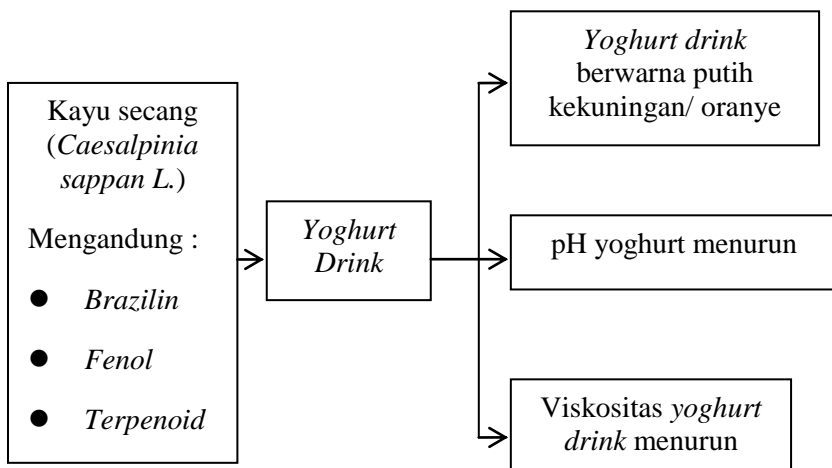 Kayu secang
(Caesalpinia
sappan L.)
Mengandung :
● Brazilin
● Fenol
● Terpenoid
Yoghurt
Drink
Yoghurt drink
berwarna putih
kekuningan/ oranye
pH yoghurt menurun
Viskositas yoghurt
drink menurun